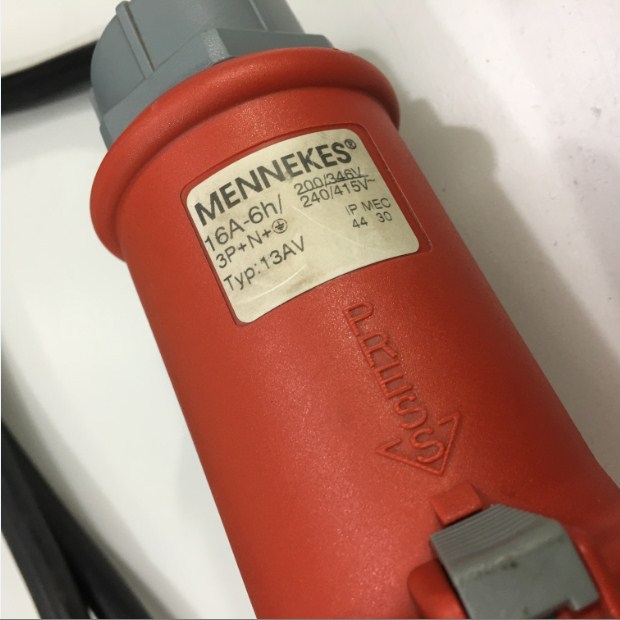 MENNEKES®
16A-6h/ 200/346V
240/415V~
3P+N+⏚
IP MEC
44 30
Typ:13AV
PRESS